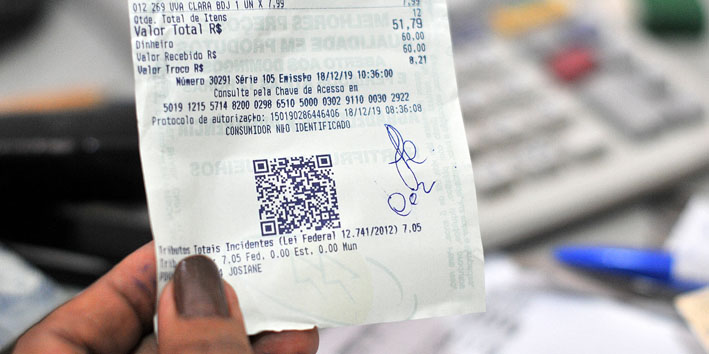 012 269 UVA CLARA BDJ 1 UN X 7.99 7.99
Qtde. Total de Itens 12
Valor Total R$ 51,79
Dinheiro 60.00
Valor Recebido R$ 60.00
Valor Troco R$ 8.21
Número 30291 Série 105 Emissão 18/12/19 10:36:00
Consulte pela Chave de Acesso em
5019 1215 5714 8200 0298 6510 5000 0302 9110 0030 2922
Protocolo de autorização: 150190286446406 18/12/19 08:36:08
CONSUMIDOR NÃO IDENTIFICADO
Tributos Totais Incidentes (Lei Federal 12.741/2012) 7.05
7.05 Fed. 0.00 Est. 0.00 Mun
JOSIANE